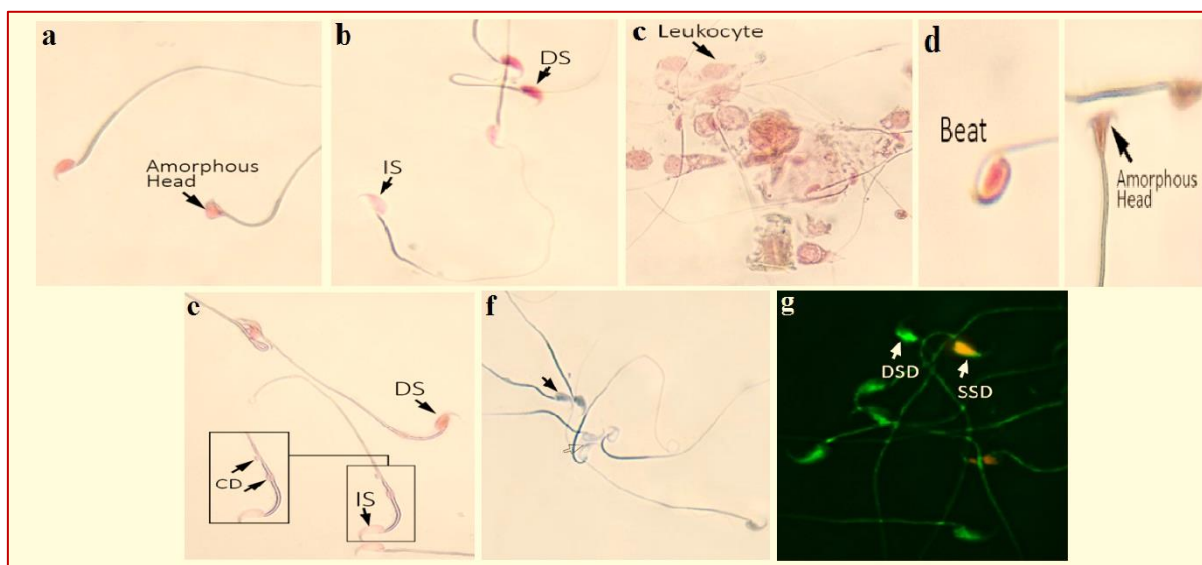 a
Amorphous
Head
b
DS
IS
c
Leukocyte
d
Beat
Amorphous
Head
c
DS
CD
IS
f
g
DSD
SSD